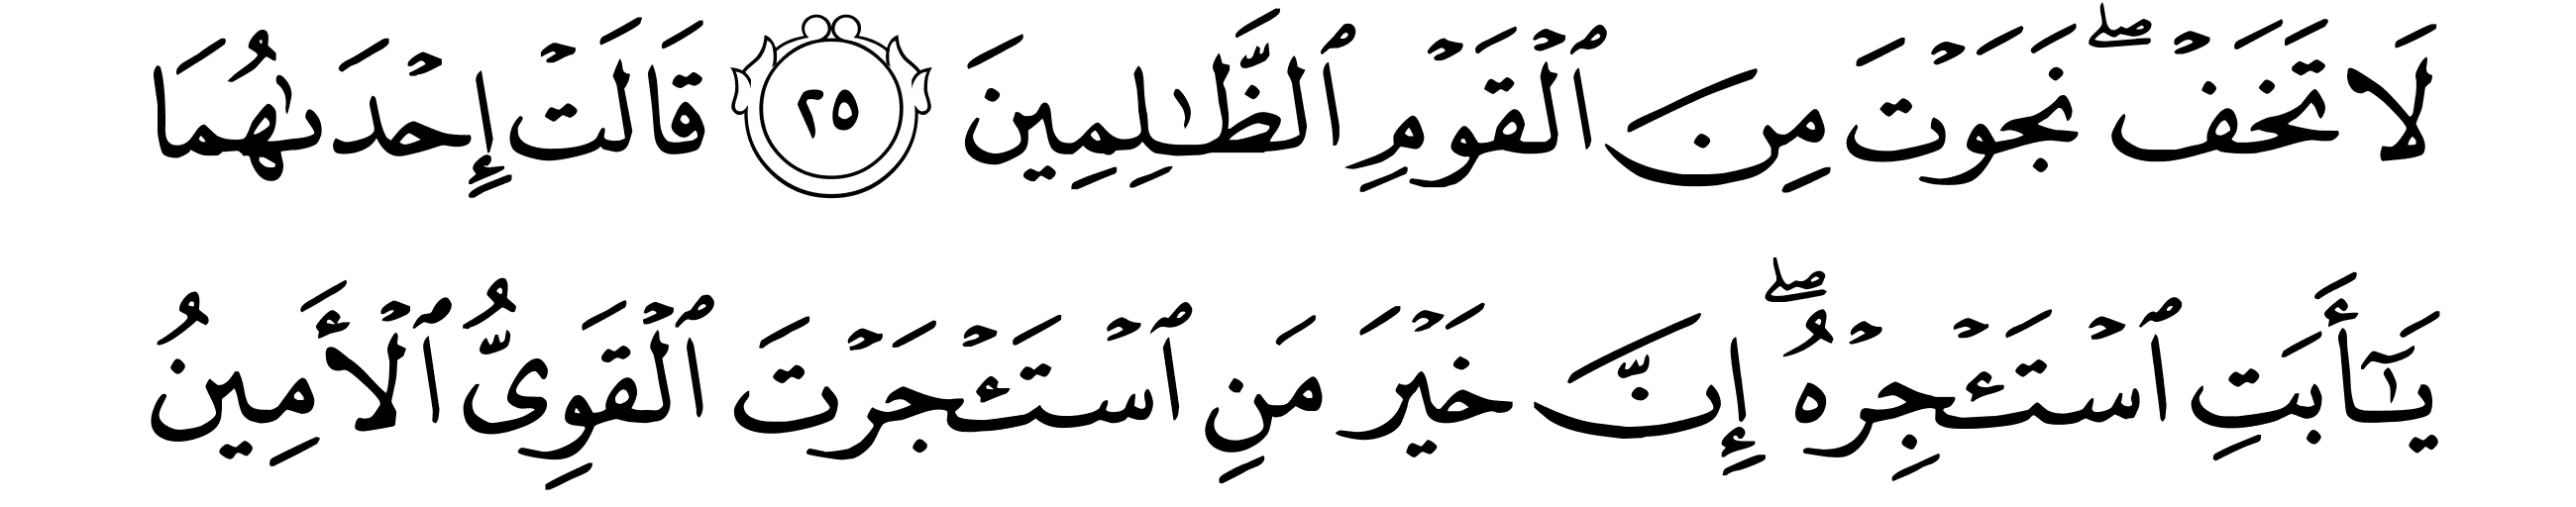 لَا تَخَفْ ۖ نَجَوْتَ مِنَ ٱلْقَوْمِ ٱلظَّـٰلِمِينَ ٢٥ قَالَتْ إِحْدَىٰهُمَا
يَـٰٓأَبَتِ ٱسْتَـْٔجِرْهُ ۖ إِنَّ خَيْرَ مَنِ ٱسْتَـْٔجَرْتَ ٱلْقَوِىُّ ٱلْأَمِينُ